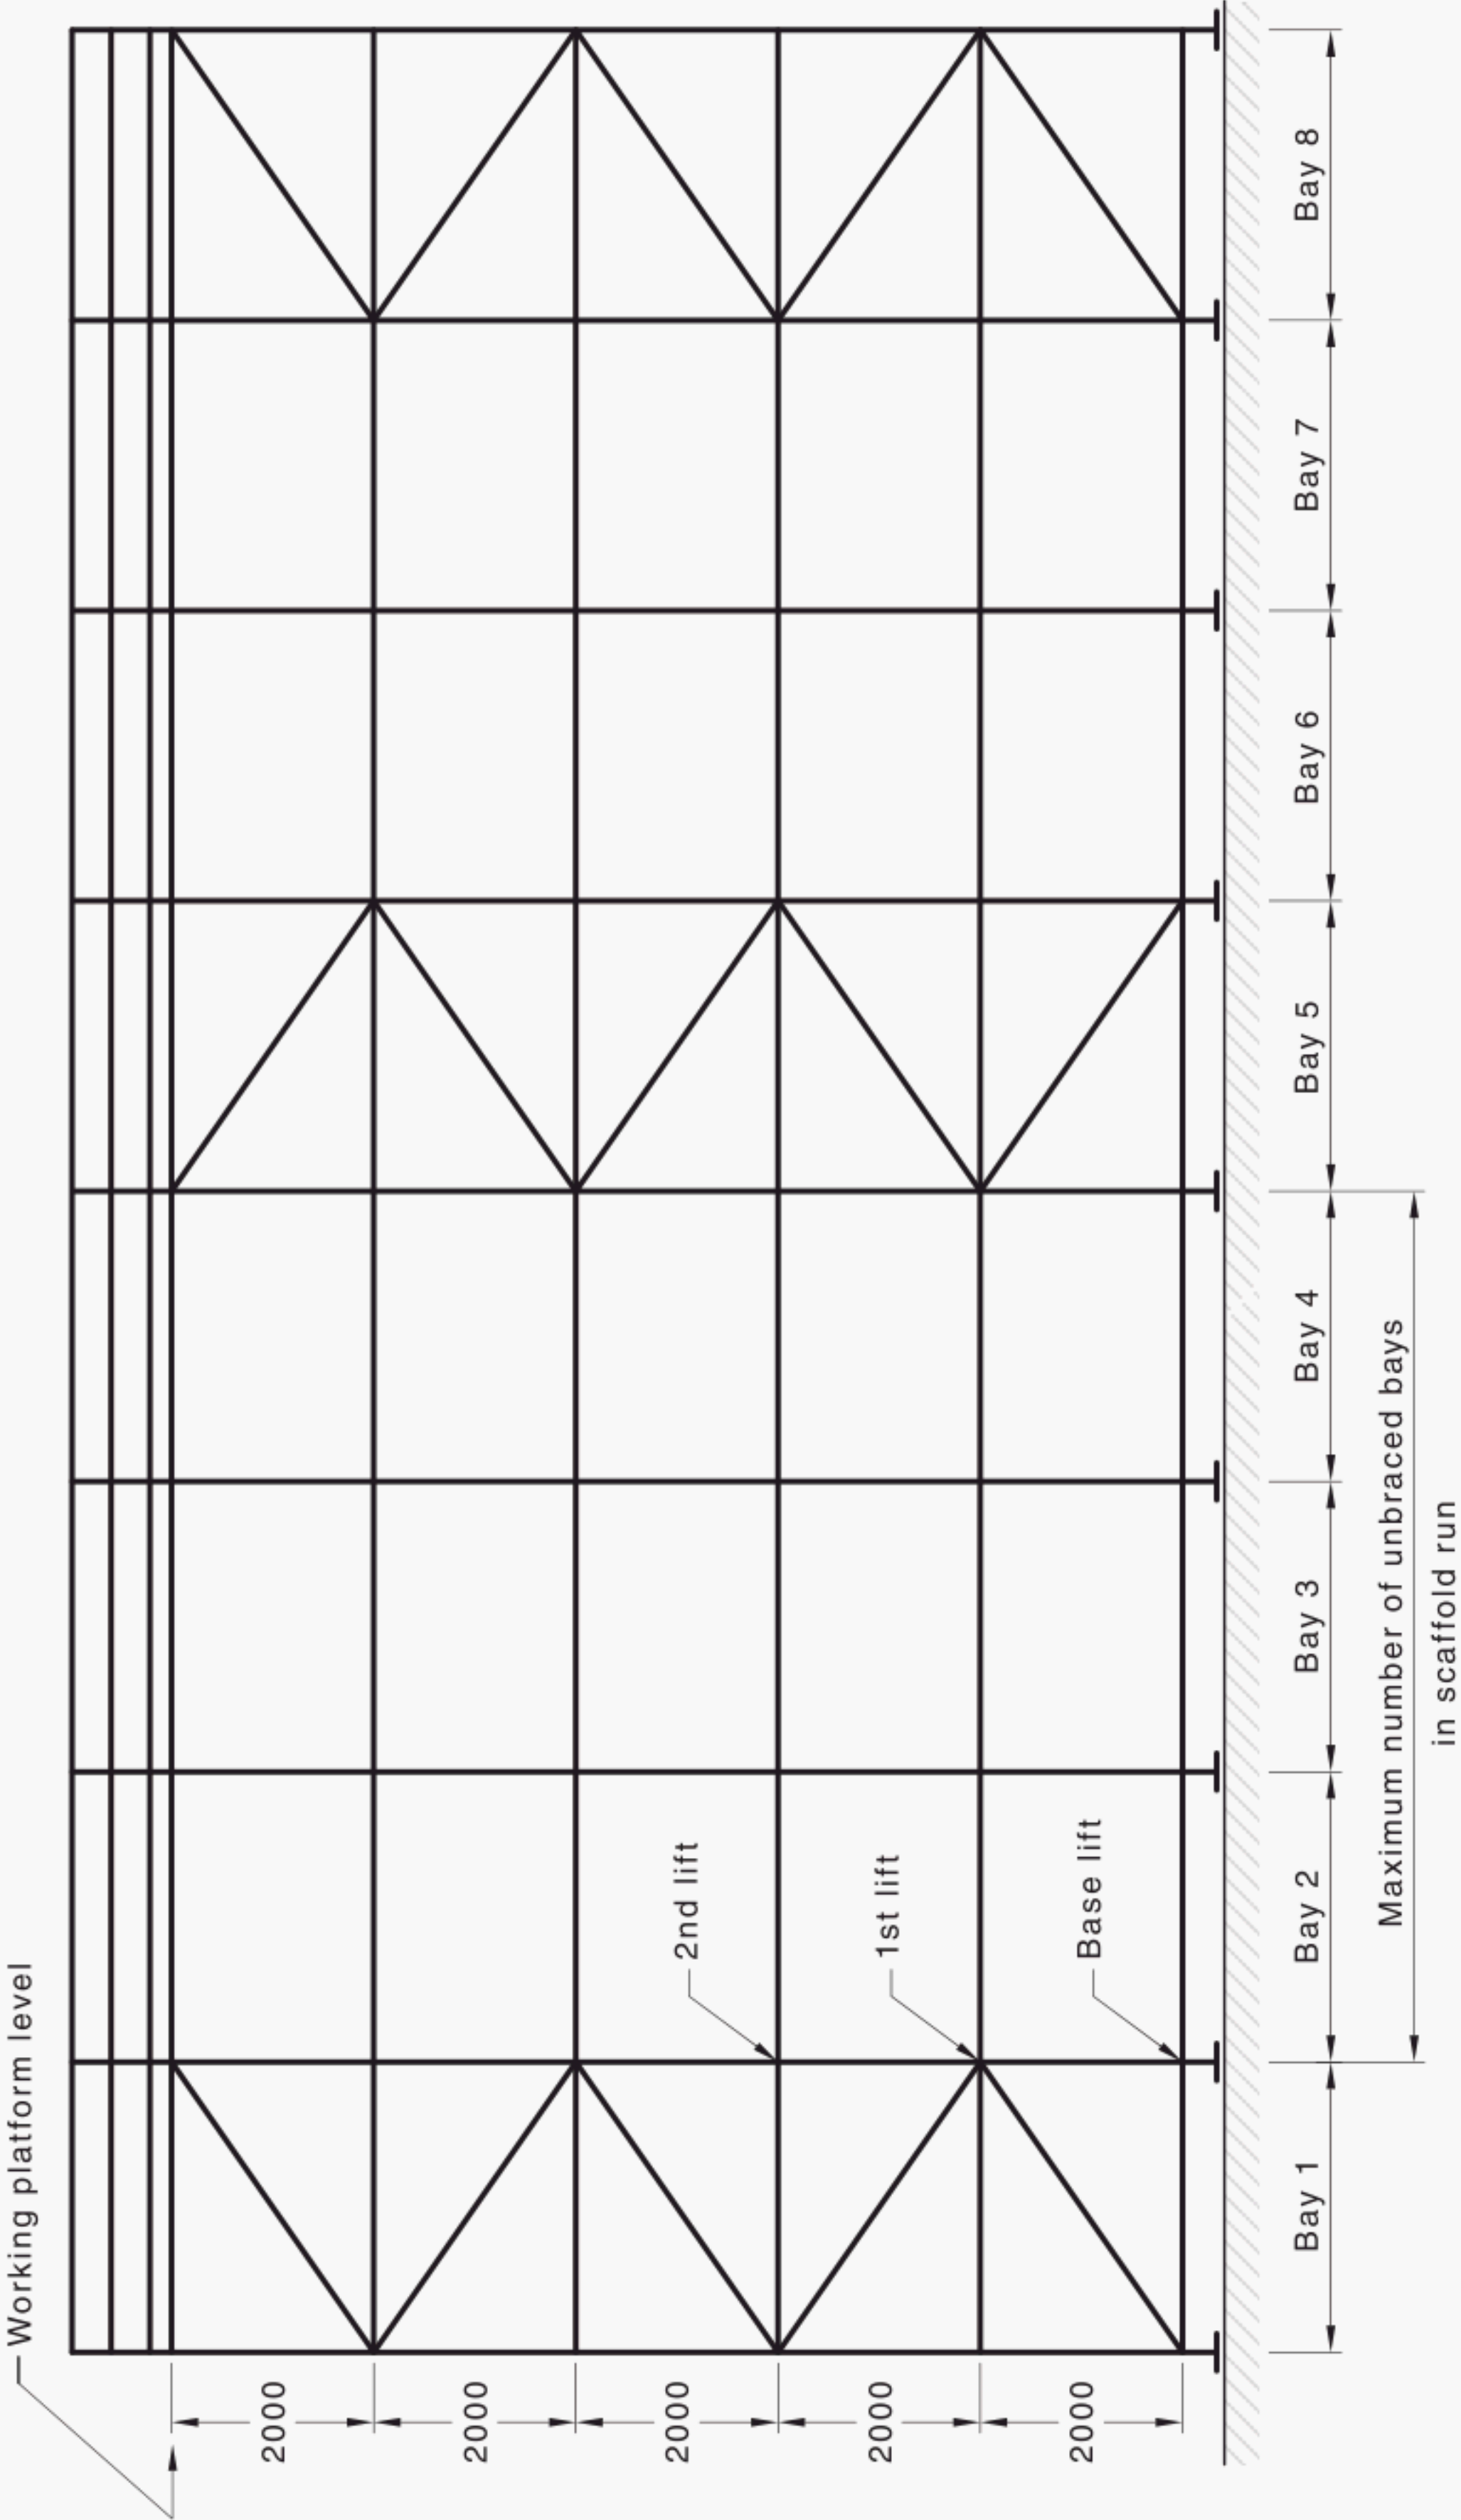 Working platform level
2000
2000
2000
2000
2000
2nd lift
1st lift
Base lift
Bay 1
Bay 2
Bay 3
Bay 4
Bay 5
Bay 6
Bay 7
Bay 8
Maximum number of unbraced bays
in scaffold run